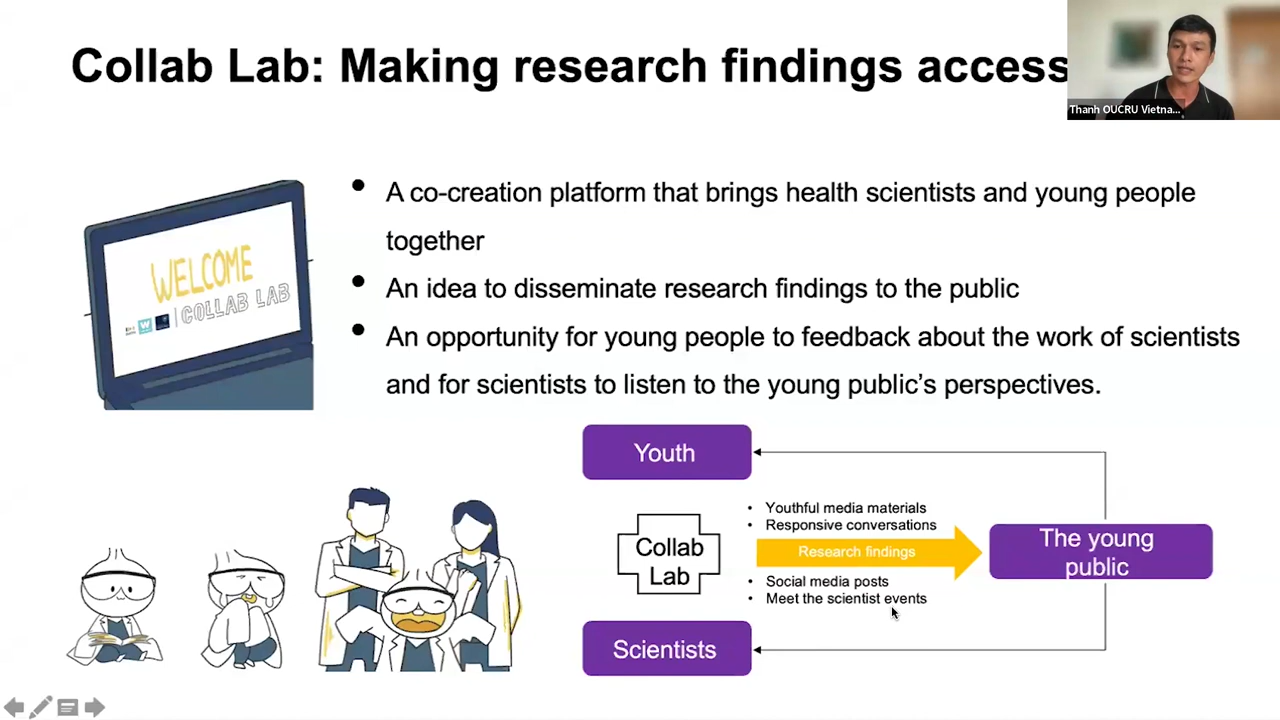 Collab Lab: Making research findings access
Thanh OUCRU Vietna...
WELCOME
COLLAB LAB
W
• A co-creation platform that brings health scientists and young people
together
• An idea to disseminate research findings to the public
• An opportunity for young people to feedback about the work of scientists
and for scientists to listen to the young public’s perspectives.
Youth
• Youthful media materials
• Responsive conversations
Collab
Lab
Research findings
The young
public
• Social media posts
• Meet the scientist events
Scientists